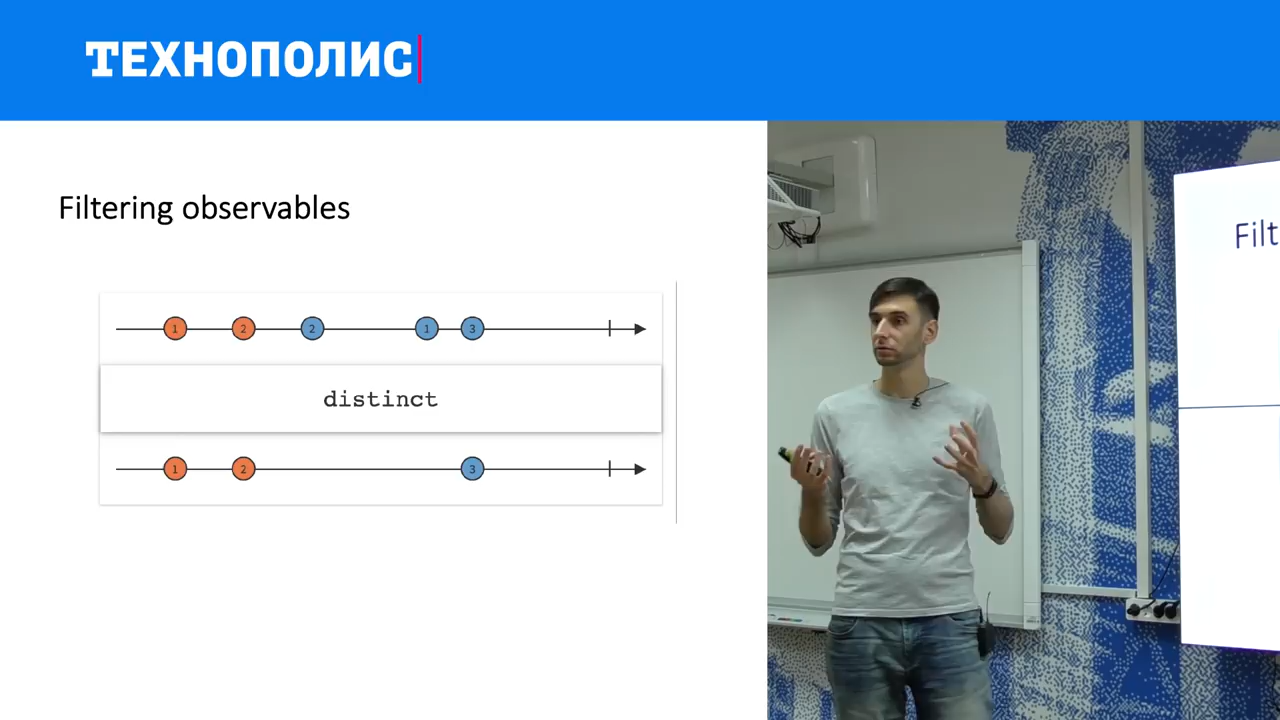 ТЕХНОПОЛИС
Filtering observables
1 2 2 1 3
distinct
1 2 3
Filt